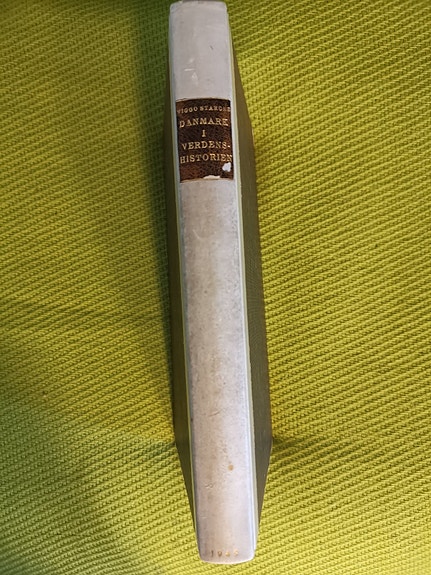 VIGGO STARCKE
DANMARK
I
VERDENS-
HISTORIEN